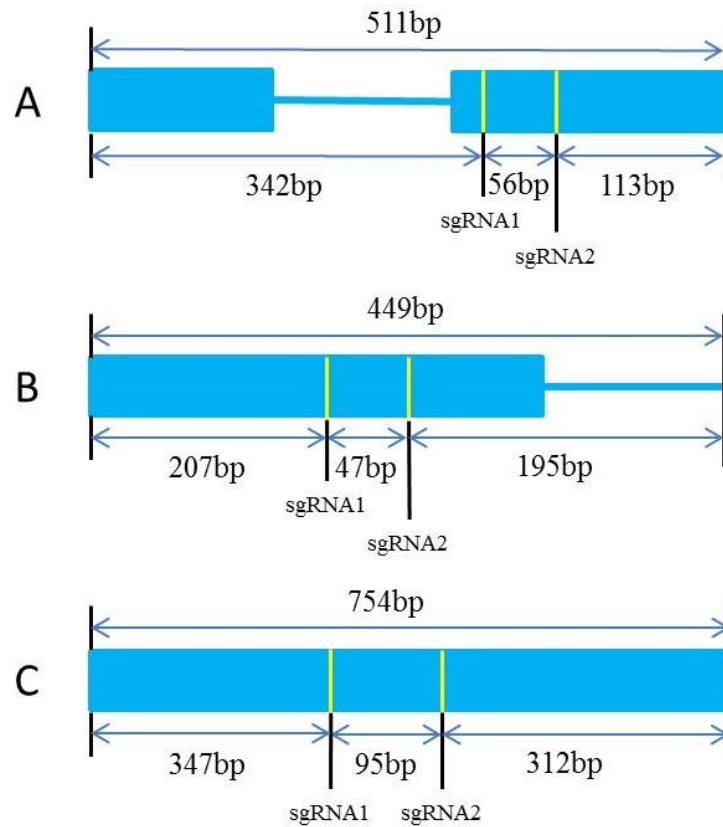 511bp
A
342bp 56bp 113bp
sgRNA1
sgRNA2
449bp
B
207bp 47bp 195bp
sgRNA1
sgRNA2
754bp
C
347bp 95bp 312bp
sgRNA1 sgRNA2